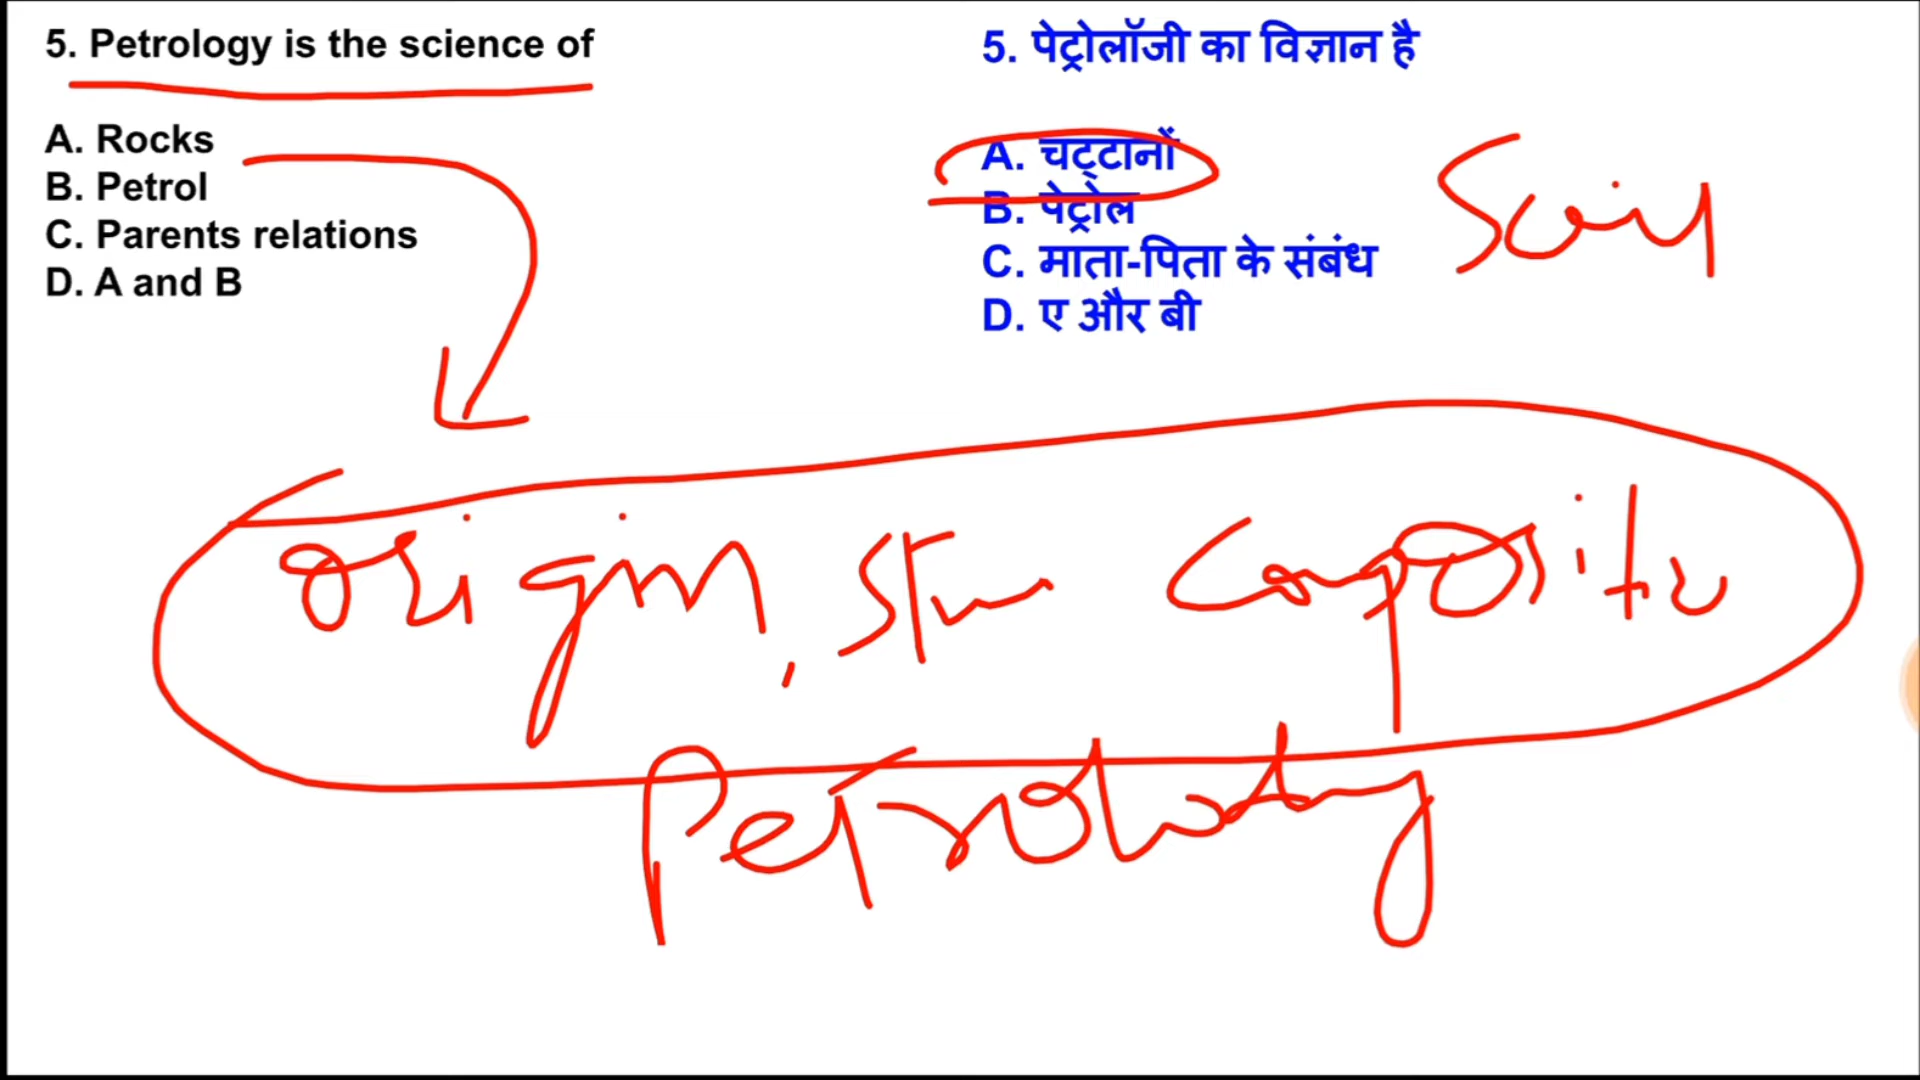 5. Petrology is the science of
A. Rocks
B. Petrol
C. Parents relations
D. A and B
5. पेट्रोलॉजी का विज्ञान है
A. चट्टानों
B. पेट्रोल
C. माता-पिता के संबंध
D. ए और बी
Soil
origin,
Petrology